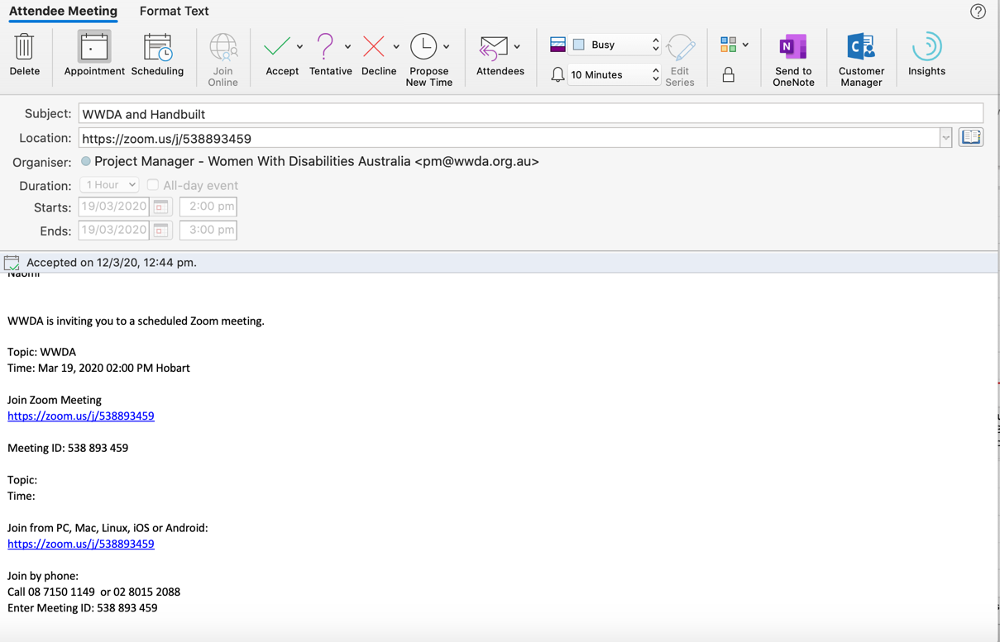 Attendee Meeting Format Text
Delete
Appointment
Scheduling
Join Online
Accept
Tentative
Decline
Propose New Time
Attendees
Busy
10 Minutes
Edit Series
N
Send to OneNote
Customer Manager
Insights
Subject: WWDA and Handbuilt
Location: https://zoom.us/j/538893459
Organiser: Project Manager - Women With Disabilities Australia <pm@wwda.org.au>
Duration: 1 Hour All-day event
Starts: 19/03/2020 2:00 pm
Ends: 19/03/2020 3:00 pm
Accepted on 12/3/20, 12:44 pm.
Naomi
WWDA is inviting you to a scheduled Zoom meeting.
Topic: WWDA
Time: Mar 19, 2020 02:00 PM Hobart
Join Zoom Meeting
https://zoom.us/j/538893459
Meeting ID: 538 893 459
Topic:
Time:
Join from PC, Mac, Linux, iOS or Android:
https://zoom.us/j/538893459
Join by phone:
Call 08 7150 1149  or 02 8015 2088
Enter Meeting ID: 538 893 459